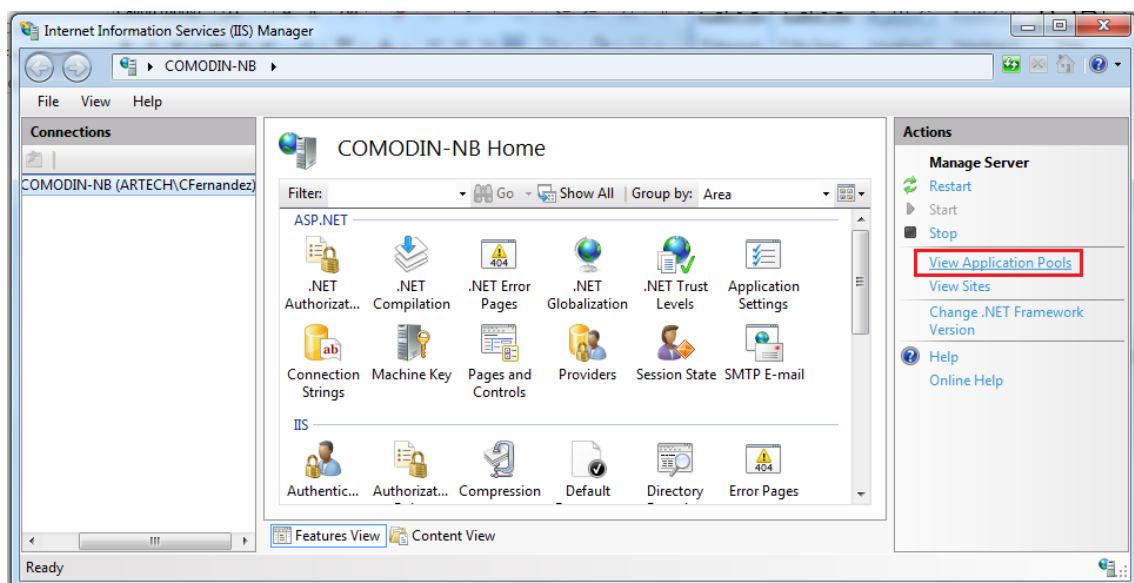 Internet Information Services (IIS) Manager
COMODIN-NB
File View Help
Connections
COMODIN-NB (ARTECH\CFernandez)
COMODIN-NB Home
Filter: Go Show All Group by: Area
ASP.NET
.NET Authorizat...
.NET Compilation
404
.NET Error Pages
.NET Globalization
.NET Trust Levels
Application Settings
ab
Connection Strings
Machine Key
Pages and Controls
Providers
Session State
SMTP E-mail
IIS
Authentic...
Authorizat...
Compression
Default
Directory
404
Error Pages
Features View Content View
Actions
Manage Server
Restart
Start
Stop
View Application Pools
View Sites
Change .NET Framework
Version
Help
Online Help
Ready